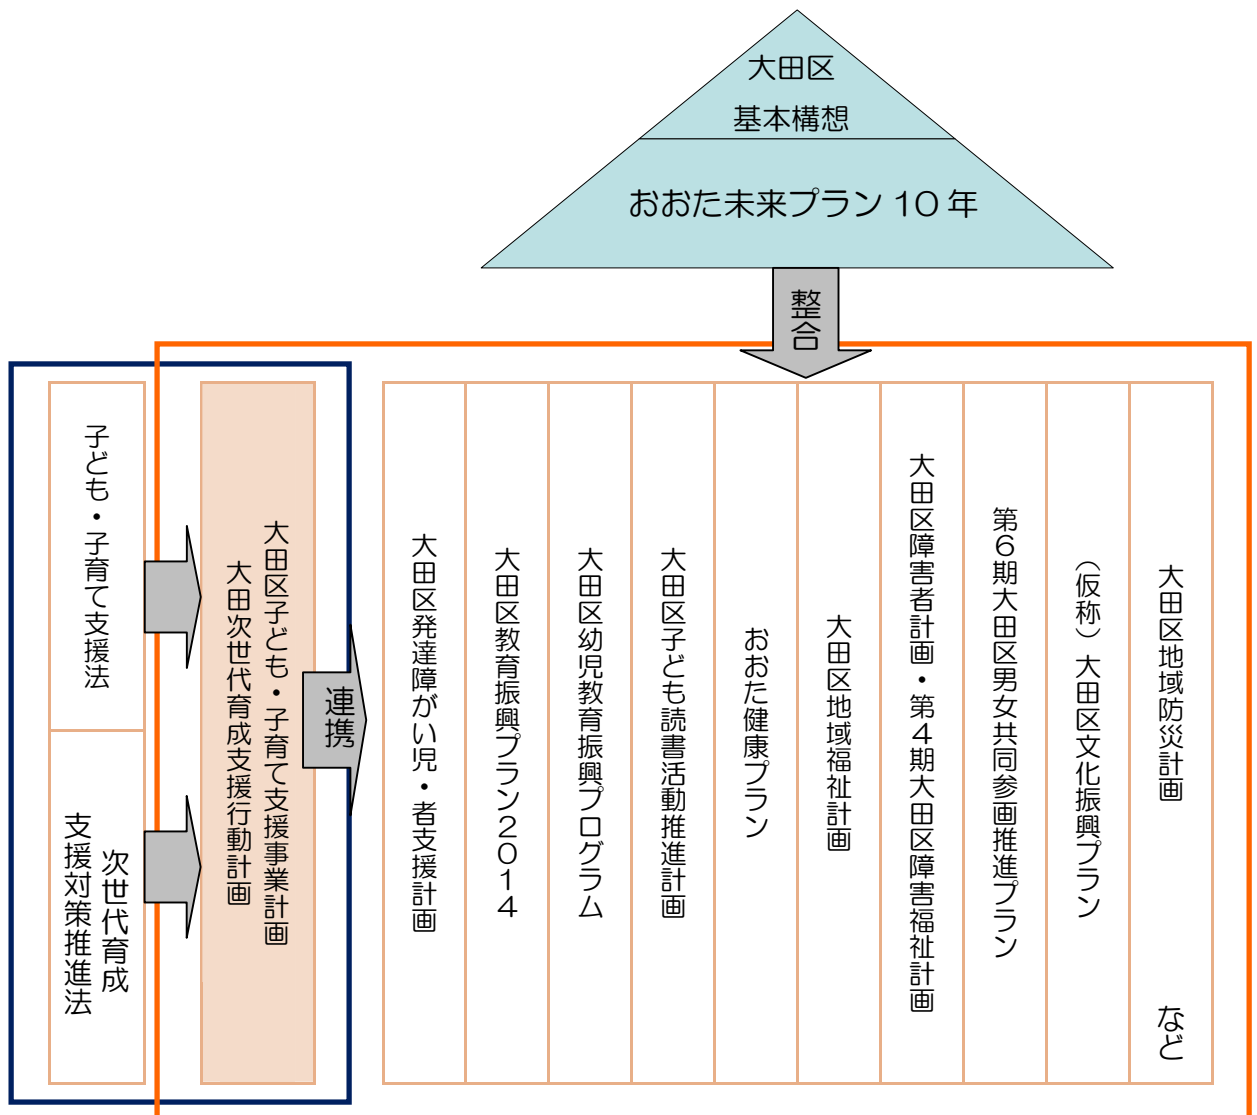 大田区
基本構想
おおた未来プラン 10 年
整合
子ども・子育て支援法
次世代育成
支援対策推進法
大田区子ども・子育て支援事業計画
大田次世代育成支援行動計画
連携
大田区発達障がい児・者支援計画
大田区教育振興プラン2014
大田区幼児教育振興プログラム
大田区子ども読書活動推進計画
おおた健康プラン
大田区地域福祉計画
大田区障害者計画・第4期大田区障害福祉計画
第6期大田区男女共同参画推進プラン
（仮称）大田区文化振興プラン
大田区地域防災計画
など